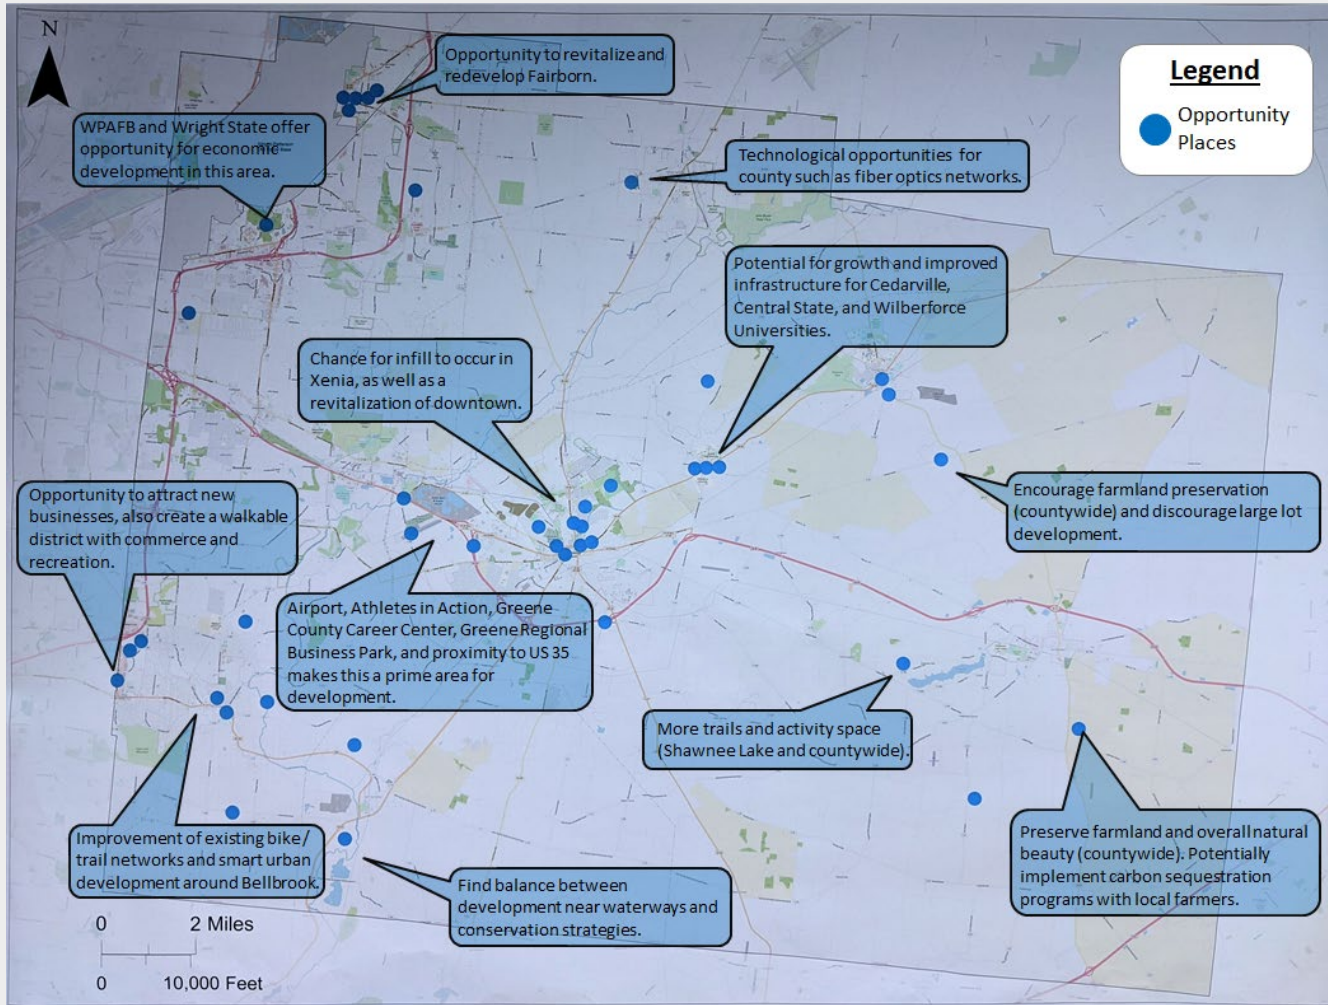 N
Opportunity to revitalize and
redevelop Fairborn.
Legend
Opportunity
Places
WPAFB and Wright State offer
opportunity for economic
development in this area.
Technological opportunities for
county such as fiber optics networks.
Potential for growth and improved
infrastructure for Cedarville,
Central State, and Wilberforce
Universities.
Chance for infill to occur in
Xenia, as well as a
revitalization of downtown.
Opportunity to attract new
businesses, also create a walkable
district with commerce and
recreation.
Encourage farmland preservation
(countywide) and discourage large lot
development.
Airport, Athletes in Action, Greene
County Career Center, Greene Regional
Business Park, and proximity to US 35
makes this a prime area for
development.
More trails and activity space
(Shawnee Lake and countywide).
Improvement of existing bike/
trail networks and smart urban
development around Bellbrook.
Find balance between
development near waterways and
conservation strategies.
Preserve farmland and overall natural
beauty (countywide). Potentially
implement carbon sequestration
programs with local farmers.
0 2 Miles
0 10,000 Feet